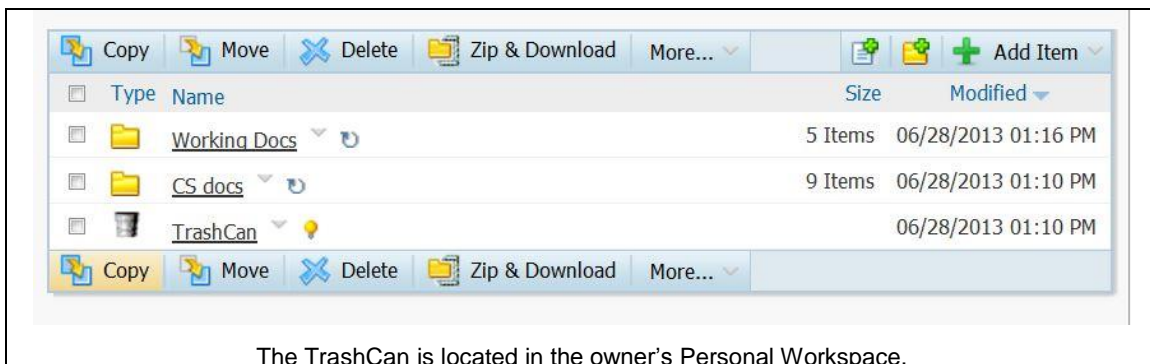 Copy Move Delete Zip & Download More... Add Item
Type Name Size Modified
Working Docs 5 Items 06/28/2013 01:16 PM
CS docs 9 Items 06/28/2013 01:10 PM
TrashCan 06/28/2013 01:10 PM
Copy Move Delete Zip & Download More...
The TrashCan is located in the owner's Personal Workspace.